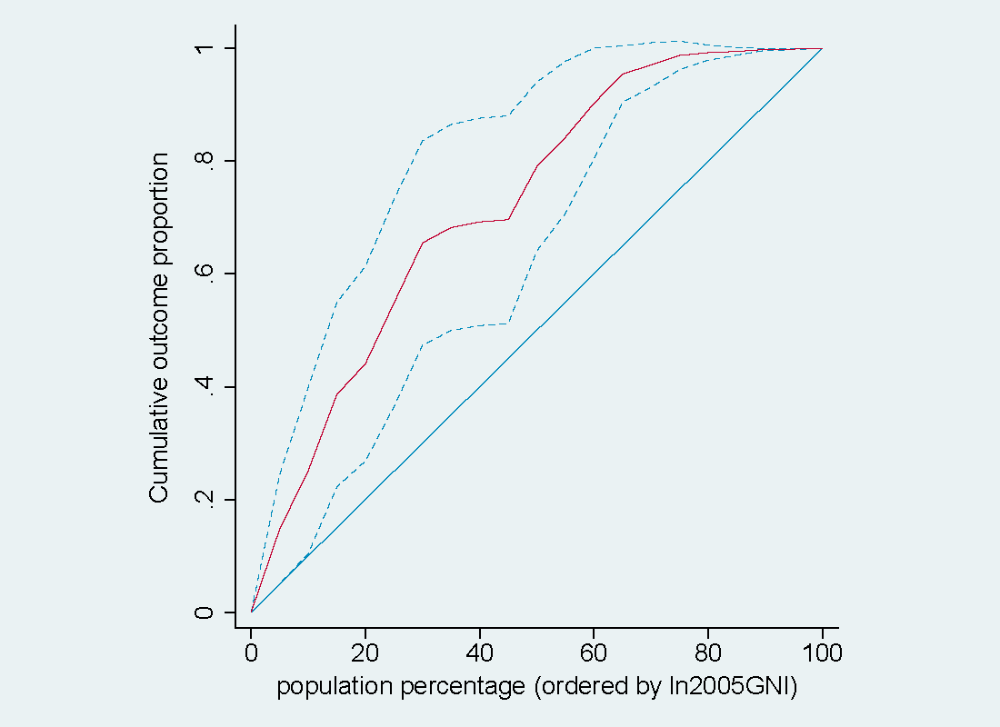 Cumulative outcome proportion
1
.8
.6
.4
.2
0
0 20 40 60 80 100
population percentage (ordered by ln2005GNI)